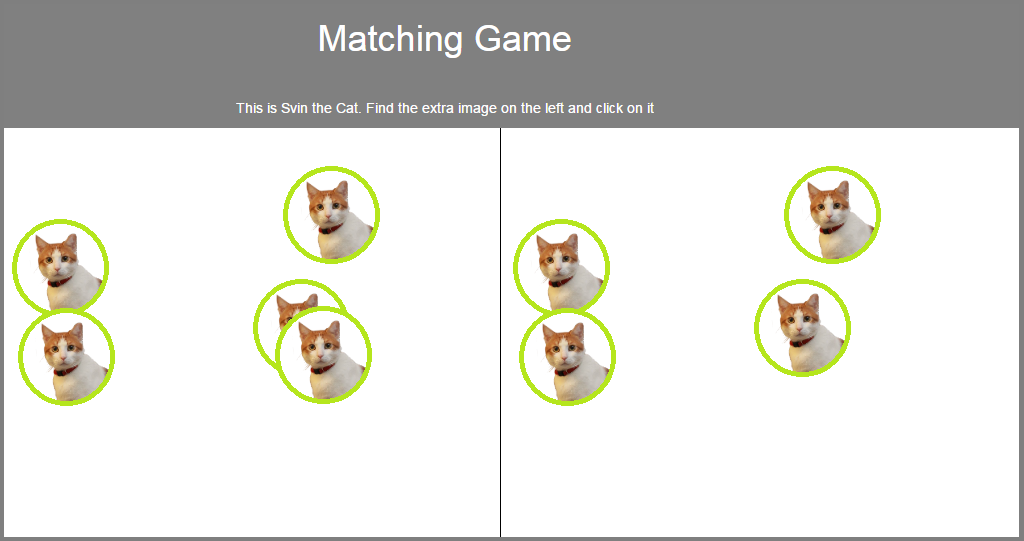 Matching Game
This is Svin the Cat. Find the extra image on the left and click on it